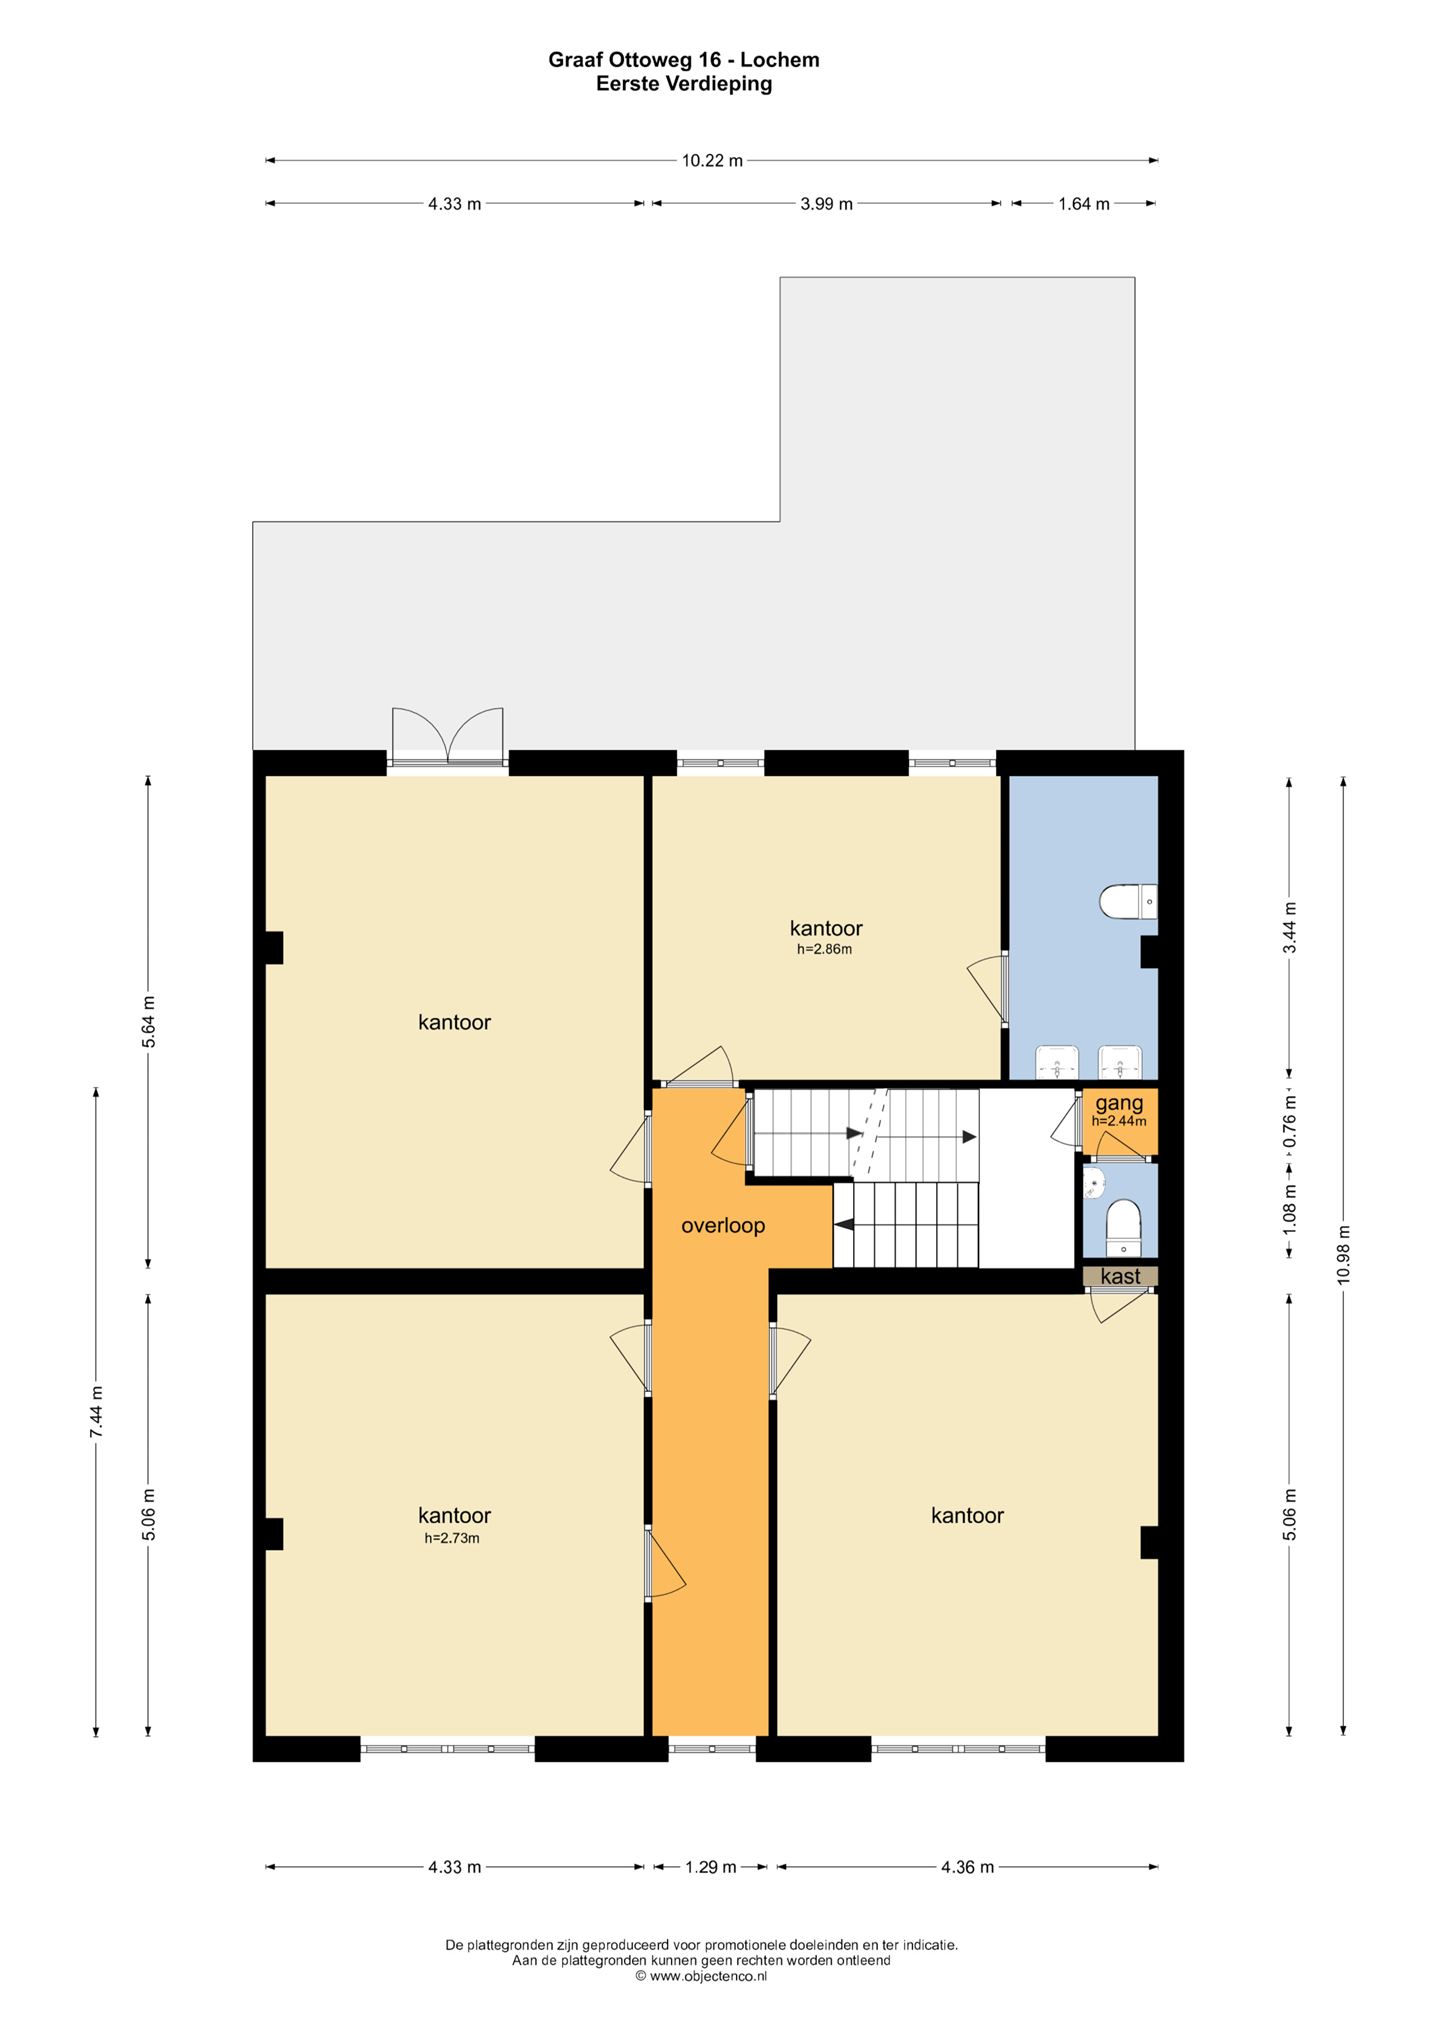 Graaf Ottoweg 16 - Lochem
Eerste Verdieping
10.22 m
4.33 m
3.99 m
1.64 m
kantoor
h=2.86m
3.44 m
kantoor
5.64 m
gang
h=2.44m
0.76 m
overloop
1.08 m
10.98 m
kast
7.44 m
5.06 m
kantoor
h=2.73m
kantoor
5.06 m
4.33 m
1.29 m
4.36 m
De plattegronden zijn geproduceerd voor promotionele doeleinden en ter indicatie.
Aan de plattegronden kunnen geen rechten worden ontleend
© www.objectenco.nl